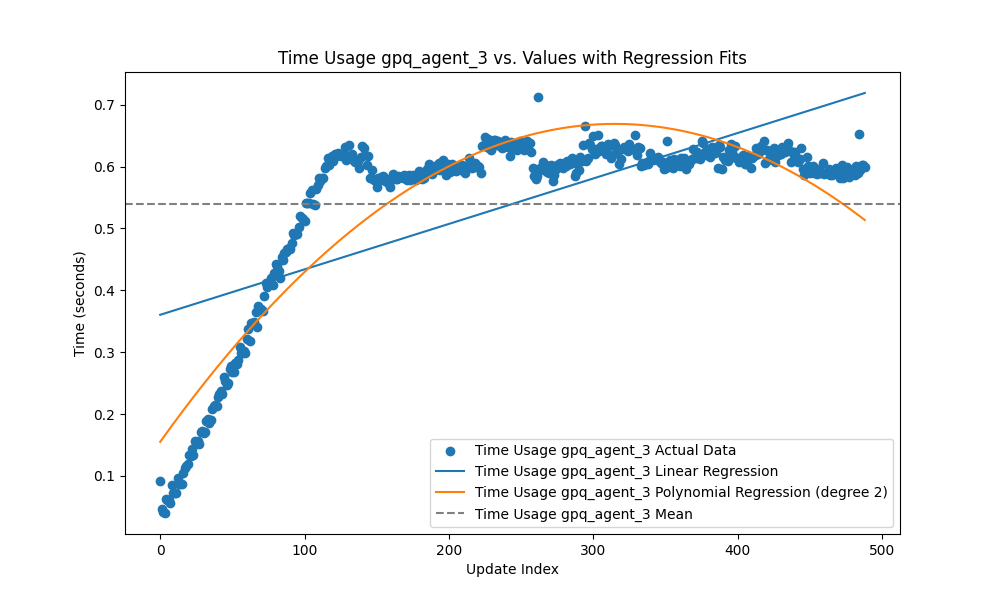 Time Usage gpq_agent_3 vs. Values with Regression Fits
Time (seconds)
0.7
0.6
0.5
0.4
0.3
0.2
0.1
Time Usage gpq_agent_3 Actual Data
Time Usage gpq_agent_3 Linear Regression
Time Usage gpq_agent_3 Polynomial Regression (degree 2)
Time Usage gpq_agent_3 Mean
0 100 200 300 400 500
Update Index